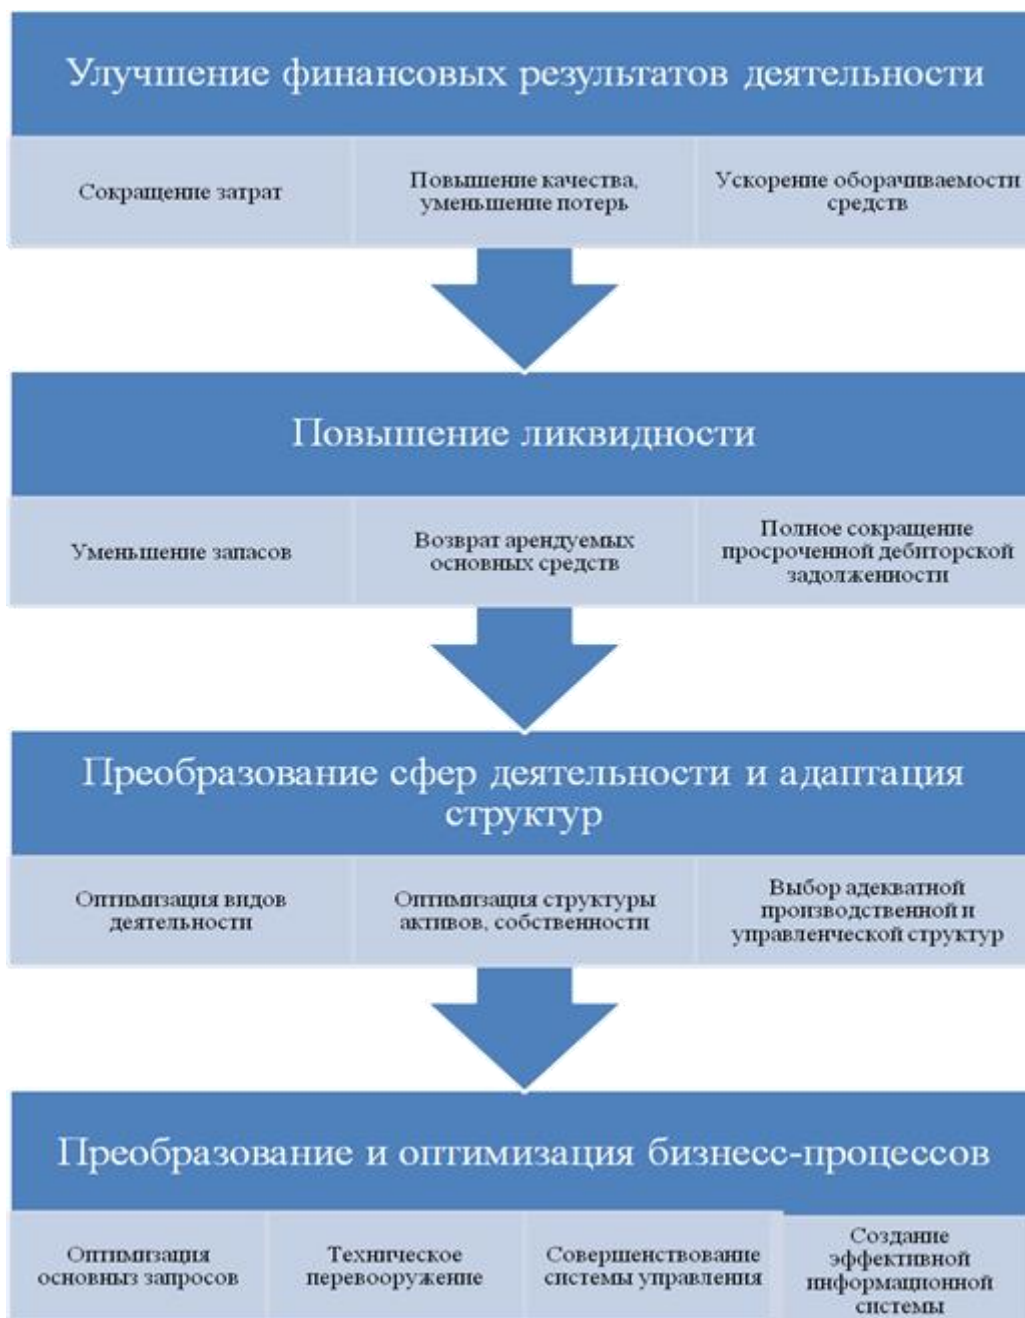 Улучшение финансовых результатов деятельности
Сокращение затрат
Повышение качества,
уменьшение потерь
Ускорение оборачиваемости
средств
Повышение ликвидности
Уменьшение запасов
Возврат арендуемых
основных средств
Полное сокращение
просроченной дебиторской
задолженности
Преобразование сфер деятельности и адаптация
структур
Оптимизация видов
деятельности
Оптимизация структуры
активов, собственности
Выбор адекватной
производственной и
управленческой структур
Преобразование и оптимизация бизнесс-процессов
Оптимизация
основныз запросов
Техническое
перевооружение
Совершенствование
системы управления
Создание
эффективной
информационной
системы